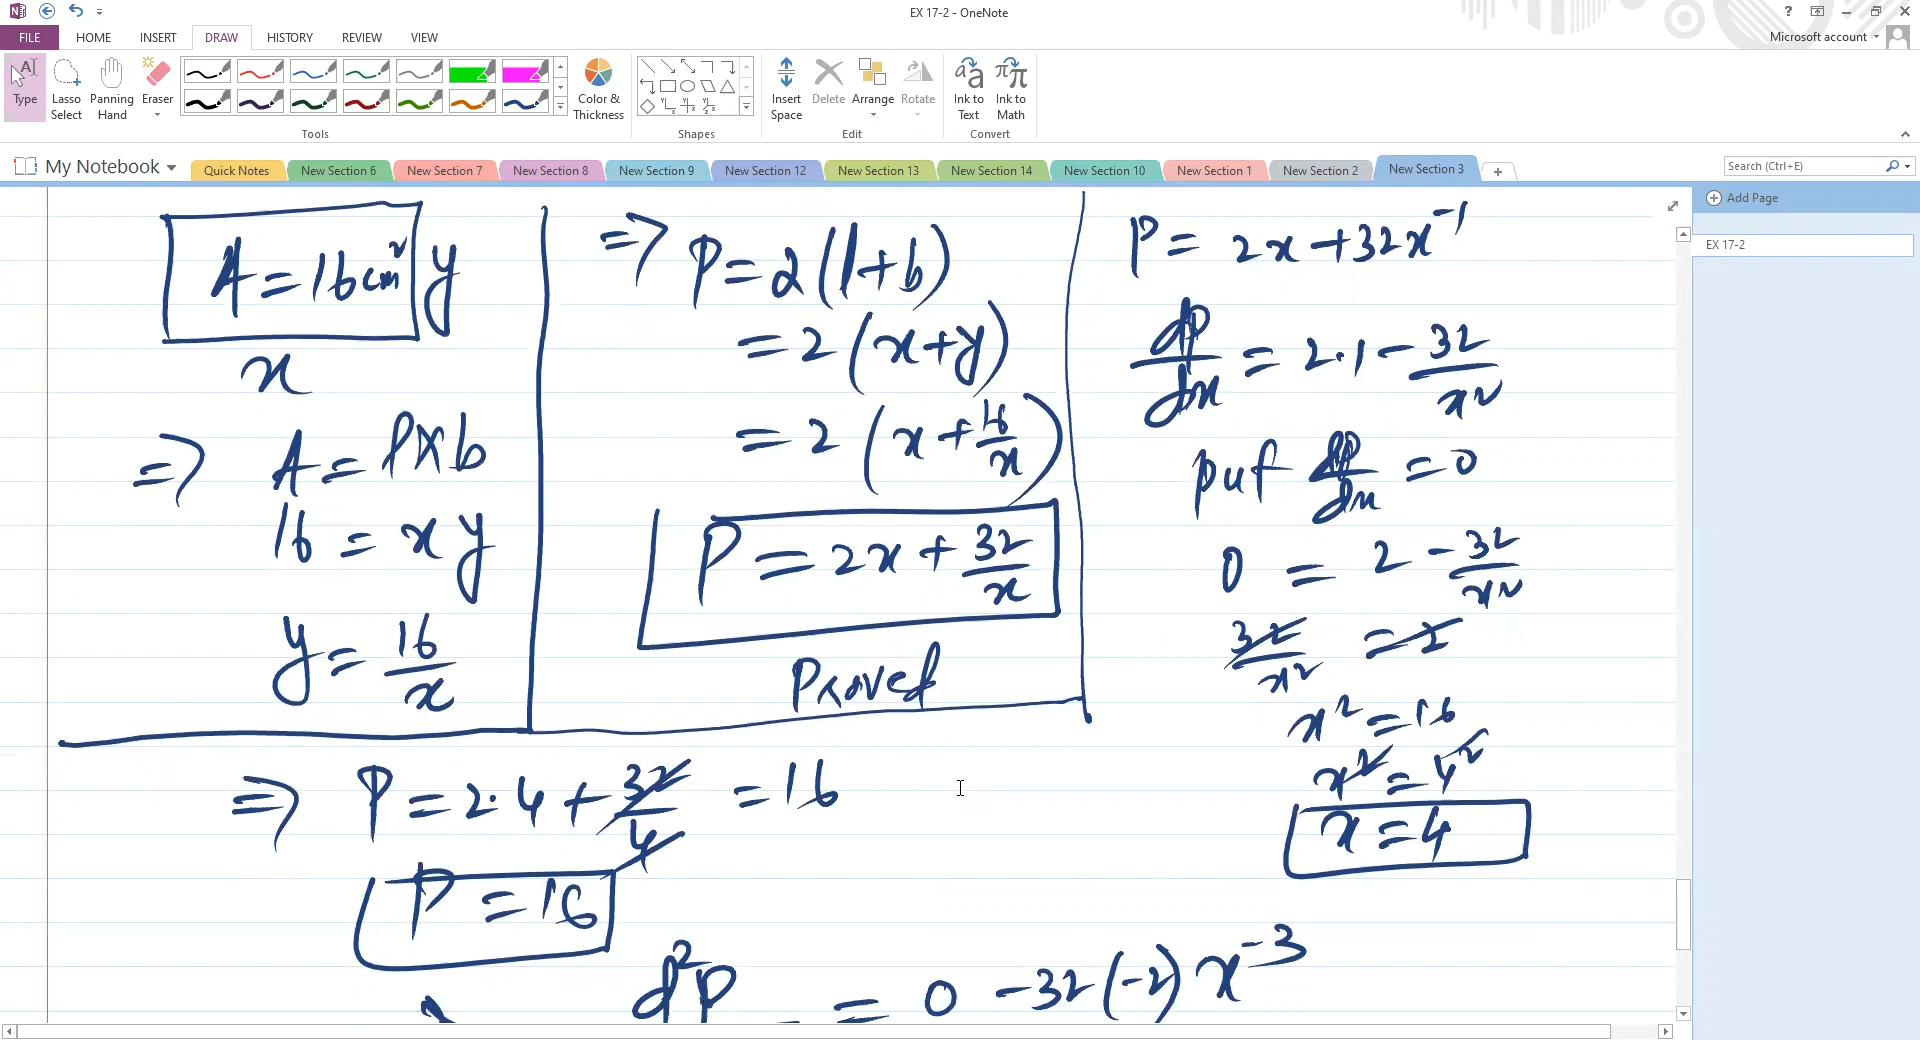 EX 17-2 - OneNote
FILE HOME INSERT DRAW HISTORY REVIEW VIEW
Microsoft account
Type
Lasso Select
Panning Hand
Eraser
Color & Thickness
Insert Space
Delete
Arrange
Rotate
Ink to Text
Ink to Math
Tools
Shapes
Edit
Convert
My Notebook
Quick Notes New Section 6 New Section 7 New Section 8 New Section 9 New Section 12 New Section 13 New Section 14 New Section 10 New Section 1 New Section 2 New Section 3
Search (Ctrl+E)
Add Page
EX 17-2
A = 16cm² y
x
⇒ A = l×b
16 = x y
y = 16/x
⇒ P = 2(l+b)
= 2(x+y)
= 2(x+16/x)
P = 2x + 32/x
Proved
P = 2x+32x⁻¹
dp/dx = 2·1 - 32/x²
put dp/dx = 0
0 = 2 - 32/x²
32/x² = 2
x² = 16
x² = 4²
x = 4
⇒ P = 2·4 + 32/4 = 16
P = 16
d²P = 0 -32(-2) x⁻³